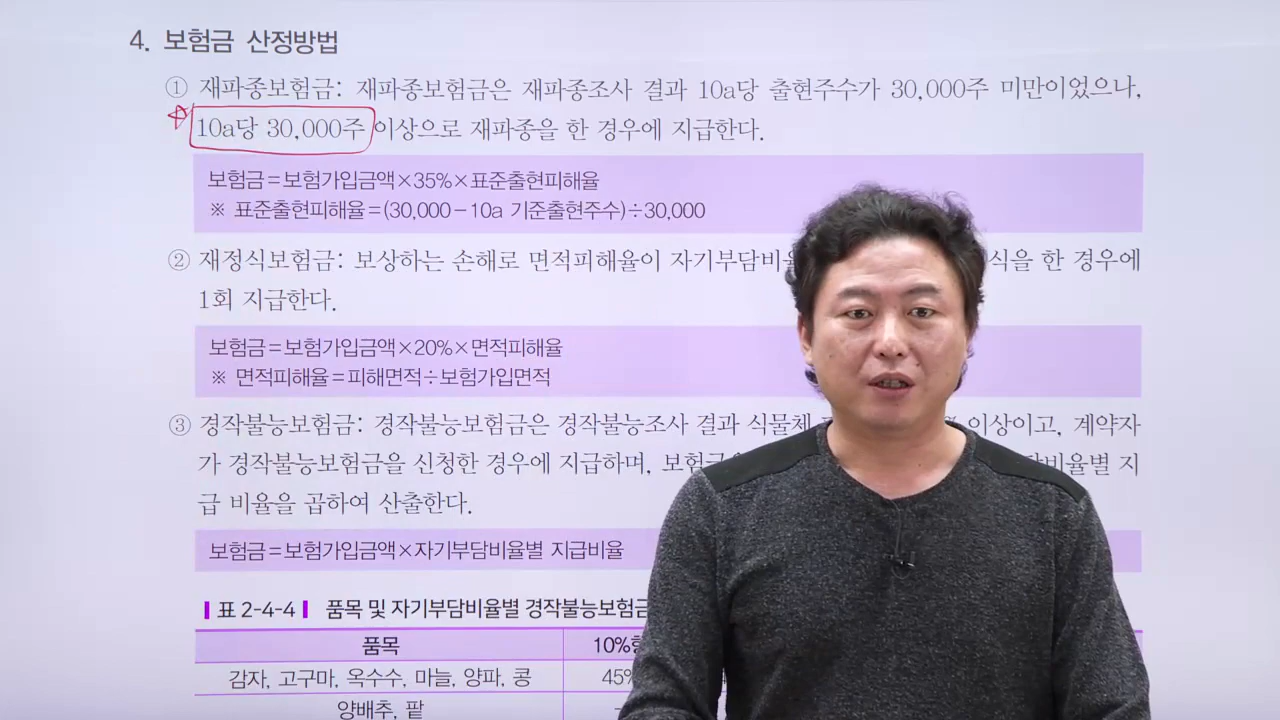 4. 보험금 산정방법
① 재파종보험금: 재파종보험금은 재파종조사 결과 10a당 출현주수가 30,000주 미만이었으나,
10a당 30,000주 이상으로 재파종을 한 경우에 지급한다.
보험금=보험가입금액×35%×표준출현피해율
※ 표준출현피해율=(30,000-10a 기준출현주수)÷30,000
② 재정식보험금: 보상하는 손해로 면적피해율이 자기부담비율 식을 한 경우에
1회 지급한다.
보험금=보험가입금액×20%×면적피해율
※ 면적피해율=피해면적÷보험가입면적
③ 경작불능보험금: 경작불능보험금은 경작불능조사 결과 식물체 이상이고, 계약자
가 경작불능보험금을 신청한 경우에 지급하며, 지
급 비율을 곱하여 산출한다.
보험금=보험가입금액×자기부담비율별 지급비율
표 2-4-4 품목 및 자기부담비율별 경작불능보험금
품목 10%형
감자, 고구마, 옥수수, 마늘, 양파, 콩 45%
양배추, 팥